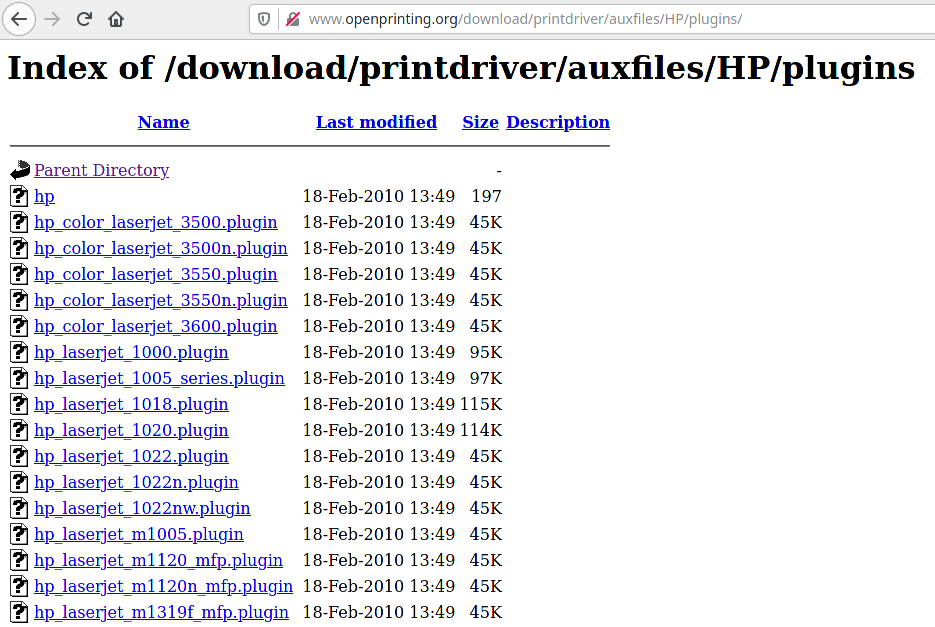 www.openprinting.org/download/printdriver/auxfiles/HP/plugins/
Index of /download/printdriver/auxfiles/HP/plugins
Name Last modified Size Description
Parent Directory -
hp 18-Feb-2010 13:49 197
hp_color_laserjet_3500.plugin 18-Feb-2010 13:49 45K
hp_color_laserjet_3500n.plugin 18-Feb-2010 13:49 45K
hp_color_laserjet_3550.plugin 18-Feb-2010 13:49 45K
hp_color_laserjet_3550n.plugin 18-Feb-2010 13:49 45K
hp_color_laserjet_3600.plugin 18-Feb-2010 13:49 45K
hp_laserjet_1000.plugin 18-Feb-2010 13:49 95K
hp_laserjet_1005_series.plugin 18-Feb-2010 13:49 97K
hp_laserjet_1018.plugin 18-Feb-2010 13:49 115K
hp_laserjet_1020.plugin 18-Feb-2010 13:49 114K
hp_laserjet_1022.plugin 18-Feb-2010 13:49 45K
hp_laserjet_1022n.plugin 18-Feb-2010 13:49 45K
hp_laserjet_1022nw.plugin 18-Feb-2010 13:49 45K
hp_laserjet_m1005.plugin 18-Feb-2010 13:49 45K
hp_laserjet_m1120_mfp.plugin 18-Feb-2010 13:49 45K
hp_laserjet_m1120n_mfp.plugin 18-Feb-2010 13:49 45K
hp_laserjet_m1319f_mfp.plugin 18-Feb-2010 13:49 45K